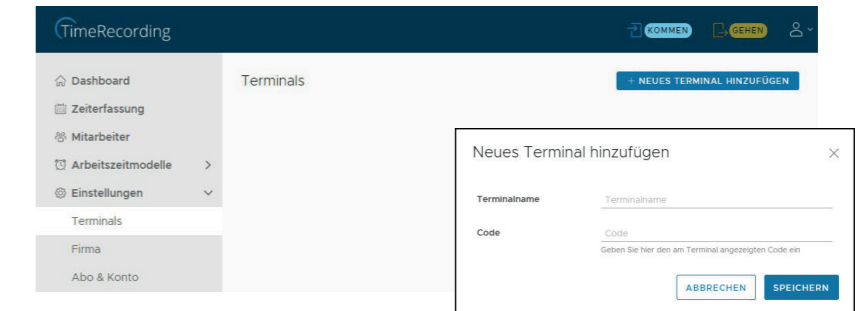 TimeRecording
KOMMEN
GEHEN
Dashboard
Zeiterfassung
Mitarbeiter
Arbeitszeitmodelle
Einstellungen
Terminals
Firma
Abo & Konto
Terminals
+ NEUES TERMINAL HINZUFÜGEN
Neues Terminal hinzufügen
Terminalname
Terminalname
Code
Code
Geben Sie hier den am Terminal angezeigten Code ein
ABBRECHEN
SPEICHERN